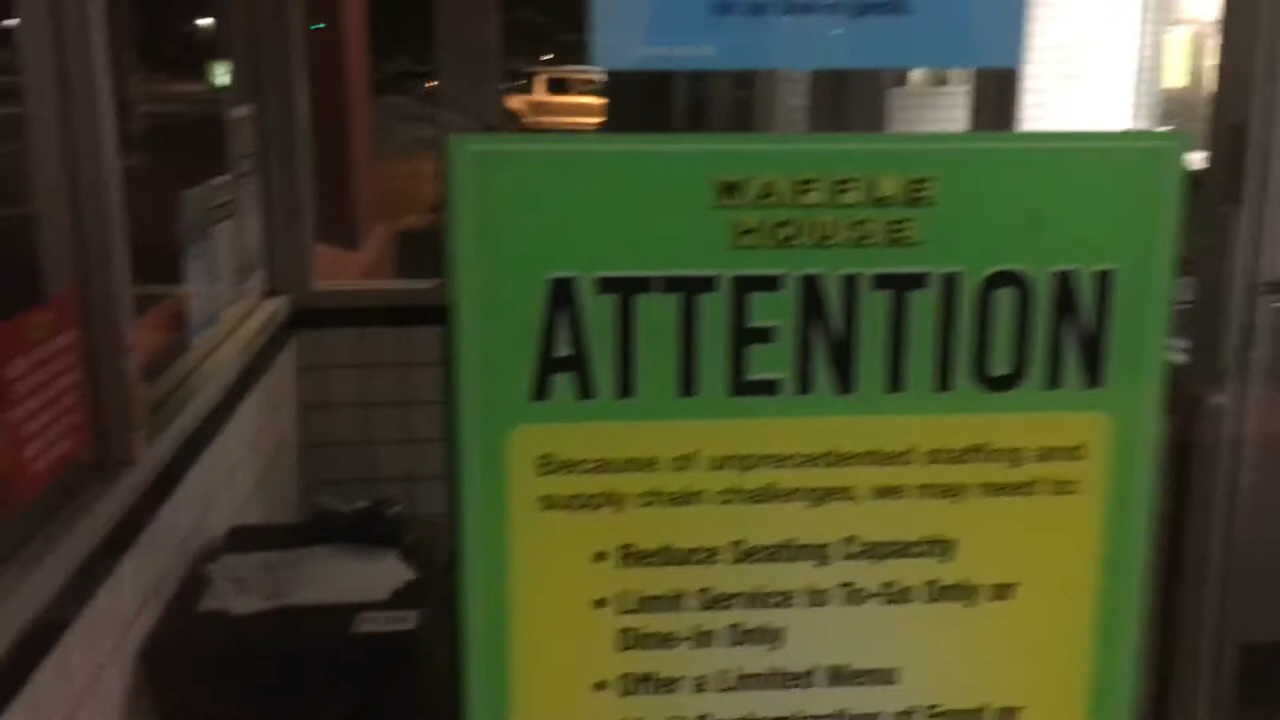 WAFFLE
HOUSE
ATTENTION
Because of unprecedented staffing and
supply chain challenges, we may need to:
• Reduce Seating Capacity
• Limit Service to To-Go Only or
Dine-in Only
• Offer a Limited Menu